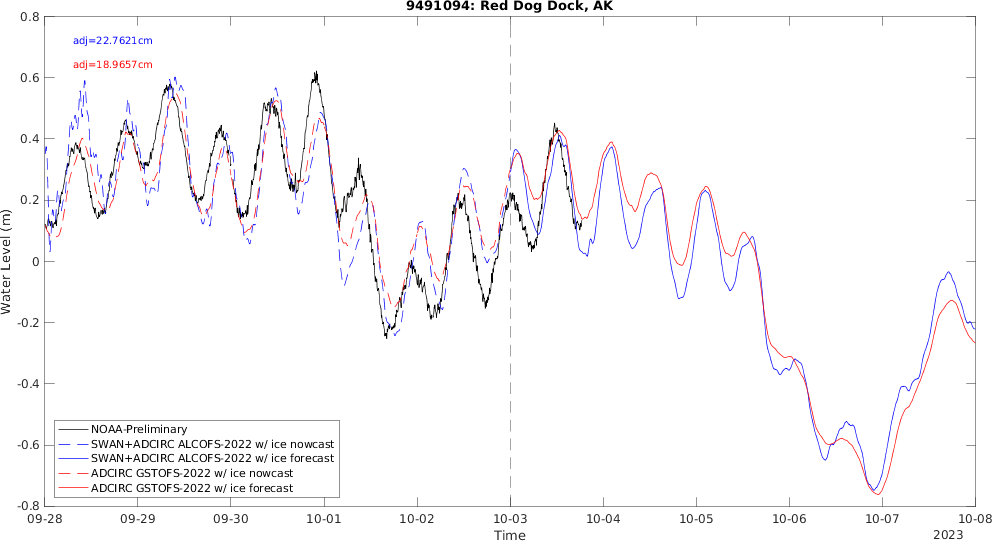 9491094: Red Dog Dock, AK
adj=22.7621cm
adj=18.9657cm
Water Level (m)
0.8
0.6
0.4
0.2
0
-0.2
-0.4
-0.6
-0.8
NOAA-Preliminary
SWAN+ADCIRC ALCOFS-2022 w/ ice nowcast
SWAN+ADCIRC ALCOFS-2022 w/ ice forecast
ADCIRC GSTOFS-2022 w/ ice nowcast
ADCIRC GSTOFS-2022 w/ ice forecast
09-28 09-29 09-30 10-01 10-02 10-03 10-04 10-05 10-06 10-07 10-08
Time
2023